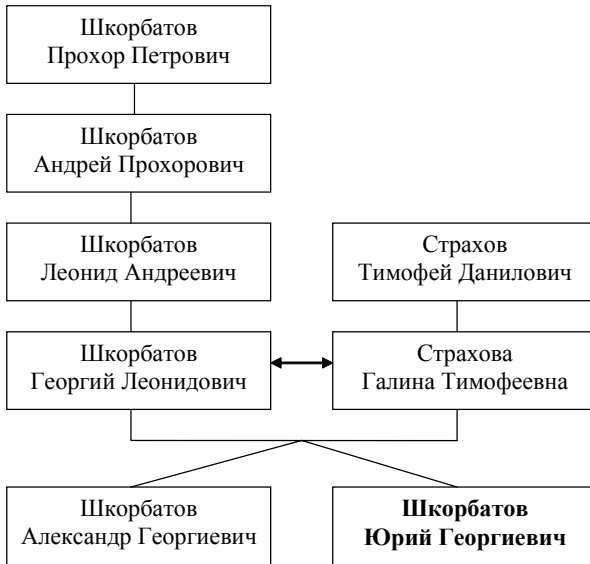 Шкорбатов
Прохор Петрович
Шкорбатов
Андрей Прохорович
Шкорбатов
Леонид Андреевич
Страхов
Тимофей Данилович
Шкорбатов
Георгий Леонидович
Страхова
Галина Тимофеевна
Шкорбатов
Александр Георгиевич
Шкорбатов
Юрий Георгиевич